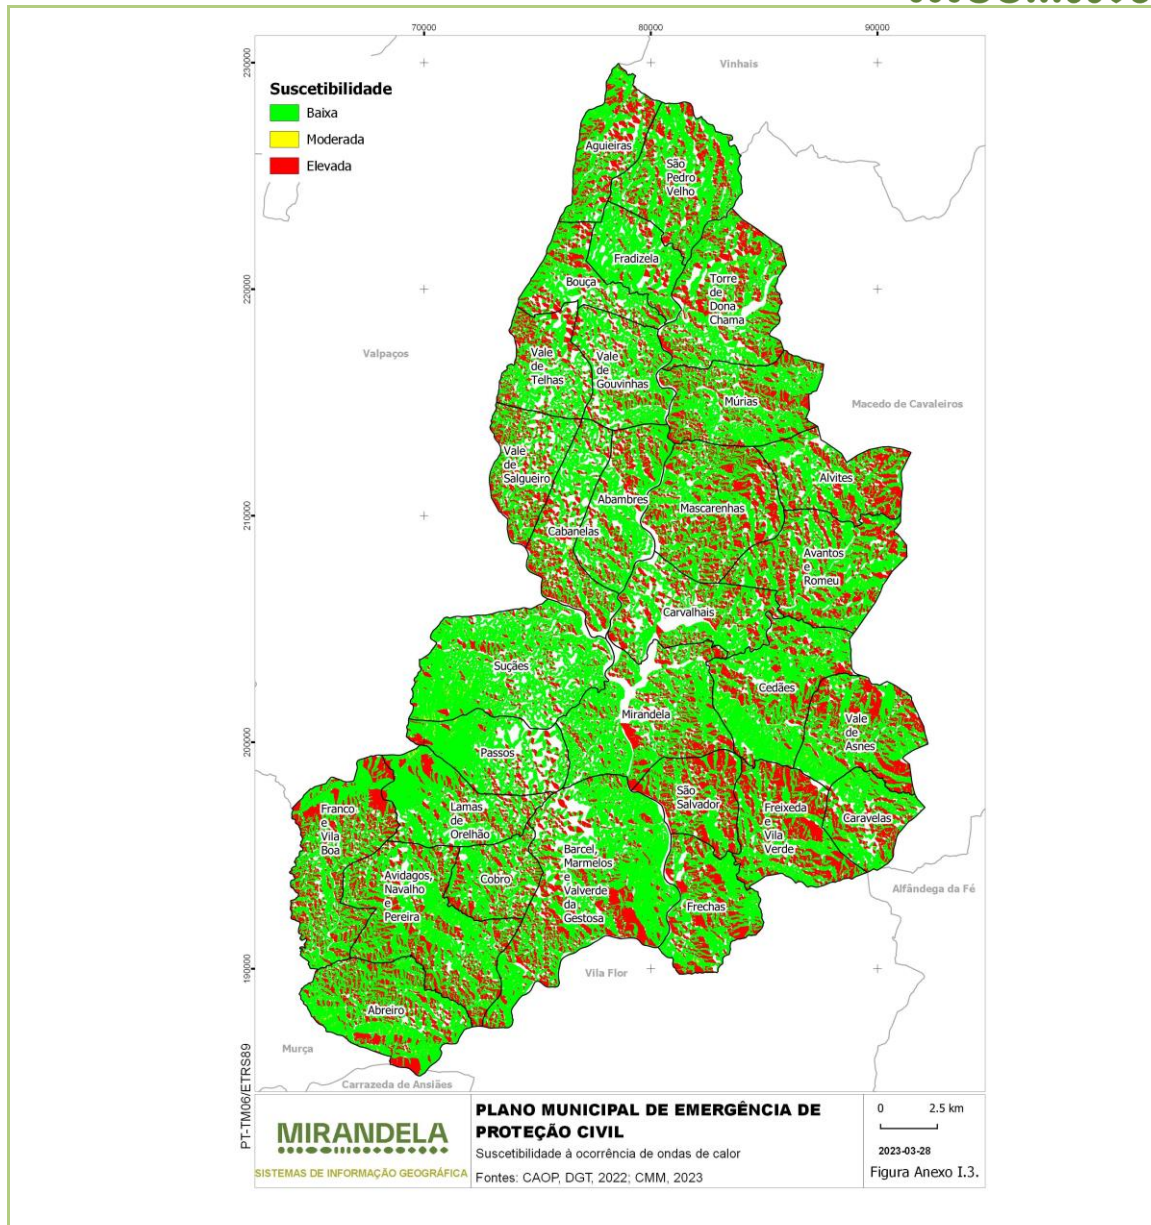 70000
80000
90000
230000
Vinhais
Suscetibilidade
Baixa
Moderada
Elevada
Aguieiras
São
Pedro
Velho
Fradizela
220000
Bouça
Torre
de
Dona
Chama
Valpaços
Vale
de
Telhas
Vale
de
Gouvinhas
Múrias
Macedo de Cavaleiros
Vale
de
Salgueiro
Alvites
210000
Abambres
Mascarenhas
Cabanelas
Avantos
e
Romeu
Carvalhais
Suçães
Cedães
Mirandela
Vale
de
Asnes
200000
Passos
São
Salvador
Franco
e
Vila
Boa
Lamas
de
Orelhão
Freixeda
e
Vila
Verde
Caravelas
Barcel,
Marmelos
e
Valverde
da
Gestosa
Avidagos,
Navalho
e
Pereira
Cobro
Alfândega da Fé
Frechas
190000
Vila Flor
Abreiro
Murça
Carrazeda de Ansiães
PT-TM06/ETRS89
MIRANDELA
SISTEMAS DE INFORMAÇÃO GEOGRÁFICA
PLANO MUNICIPAL DE EMERGÊNCIA DE
PROTEÇÃO CIVIL
Suscetibilidade à ocorrência de ondas de calor
Fontes: CAOP, DGT, 2022; CMM, 2023
0 2.5 km
2023-03-28
Figura Anexo I.3.